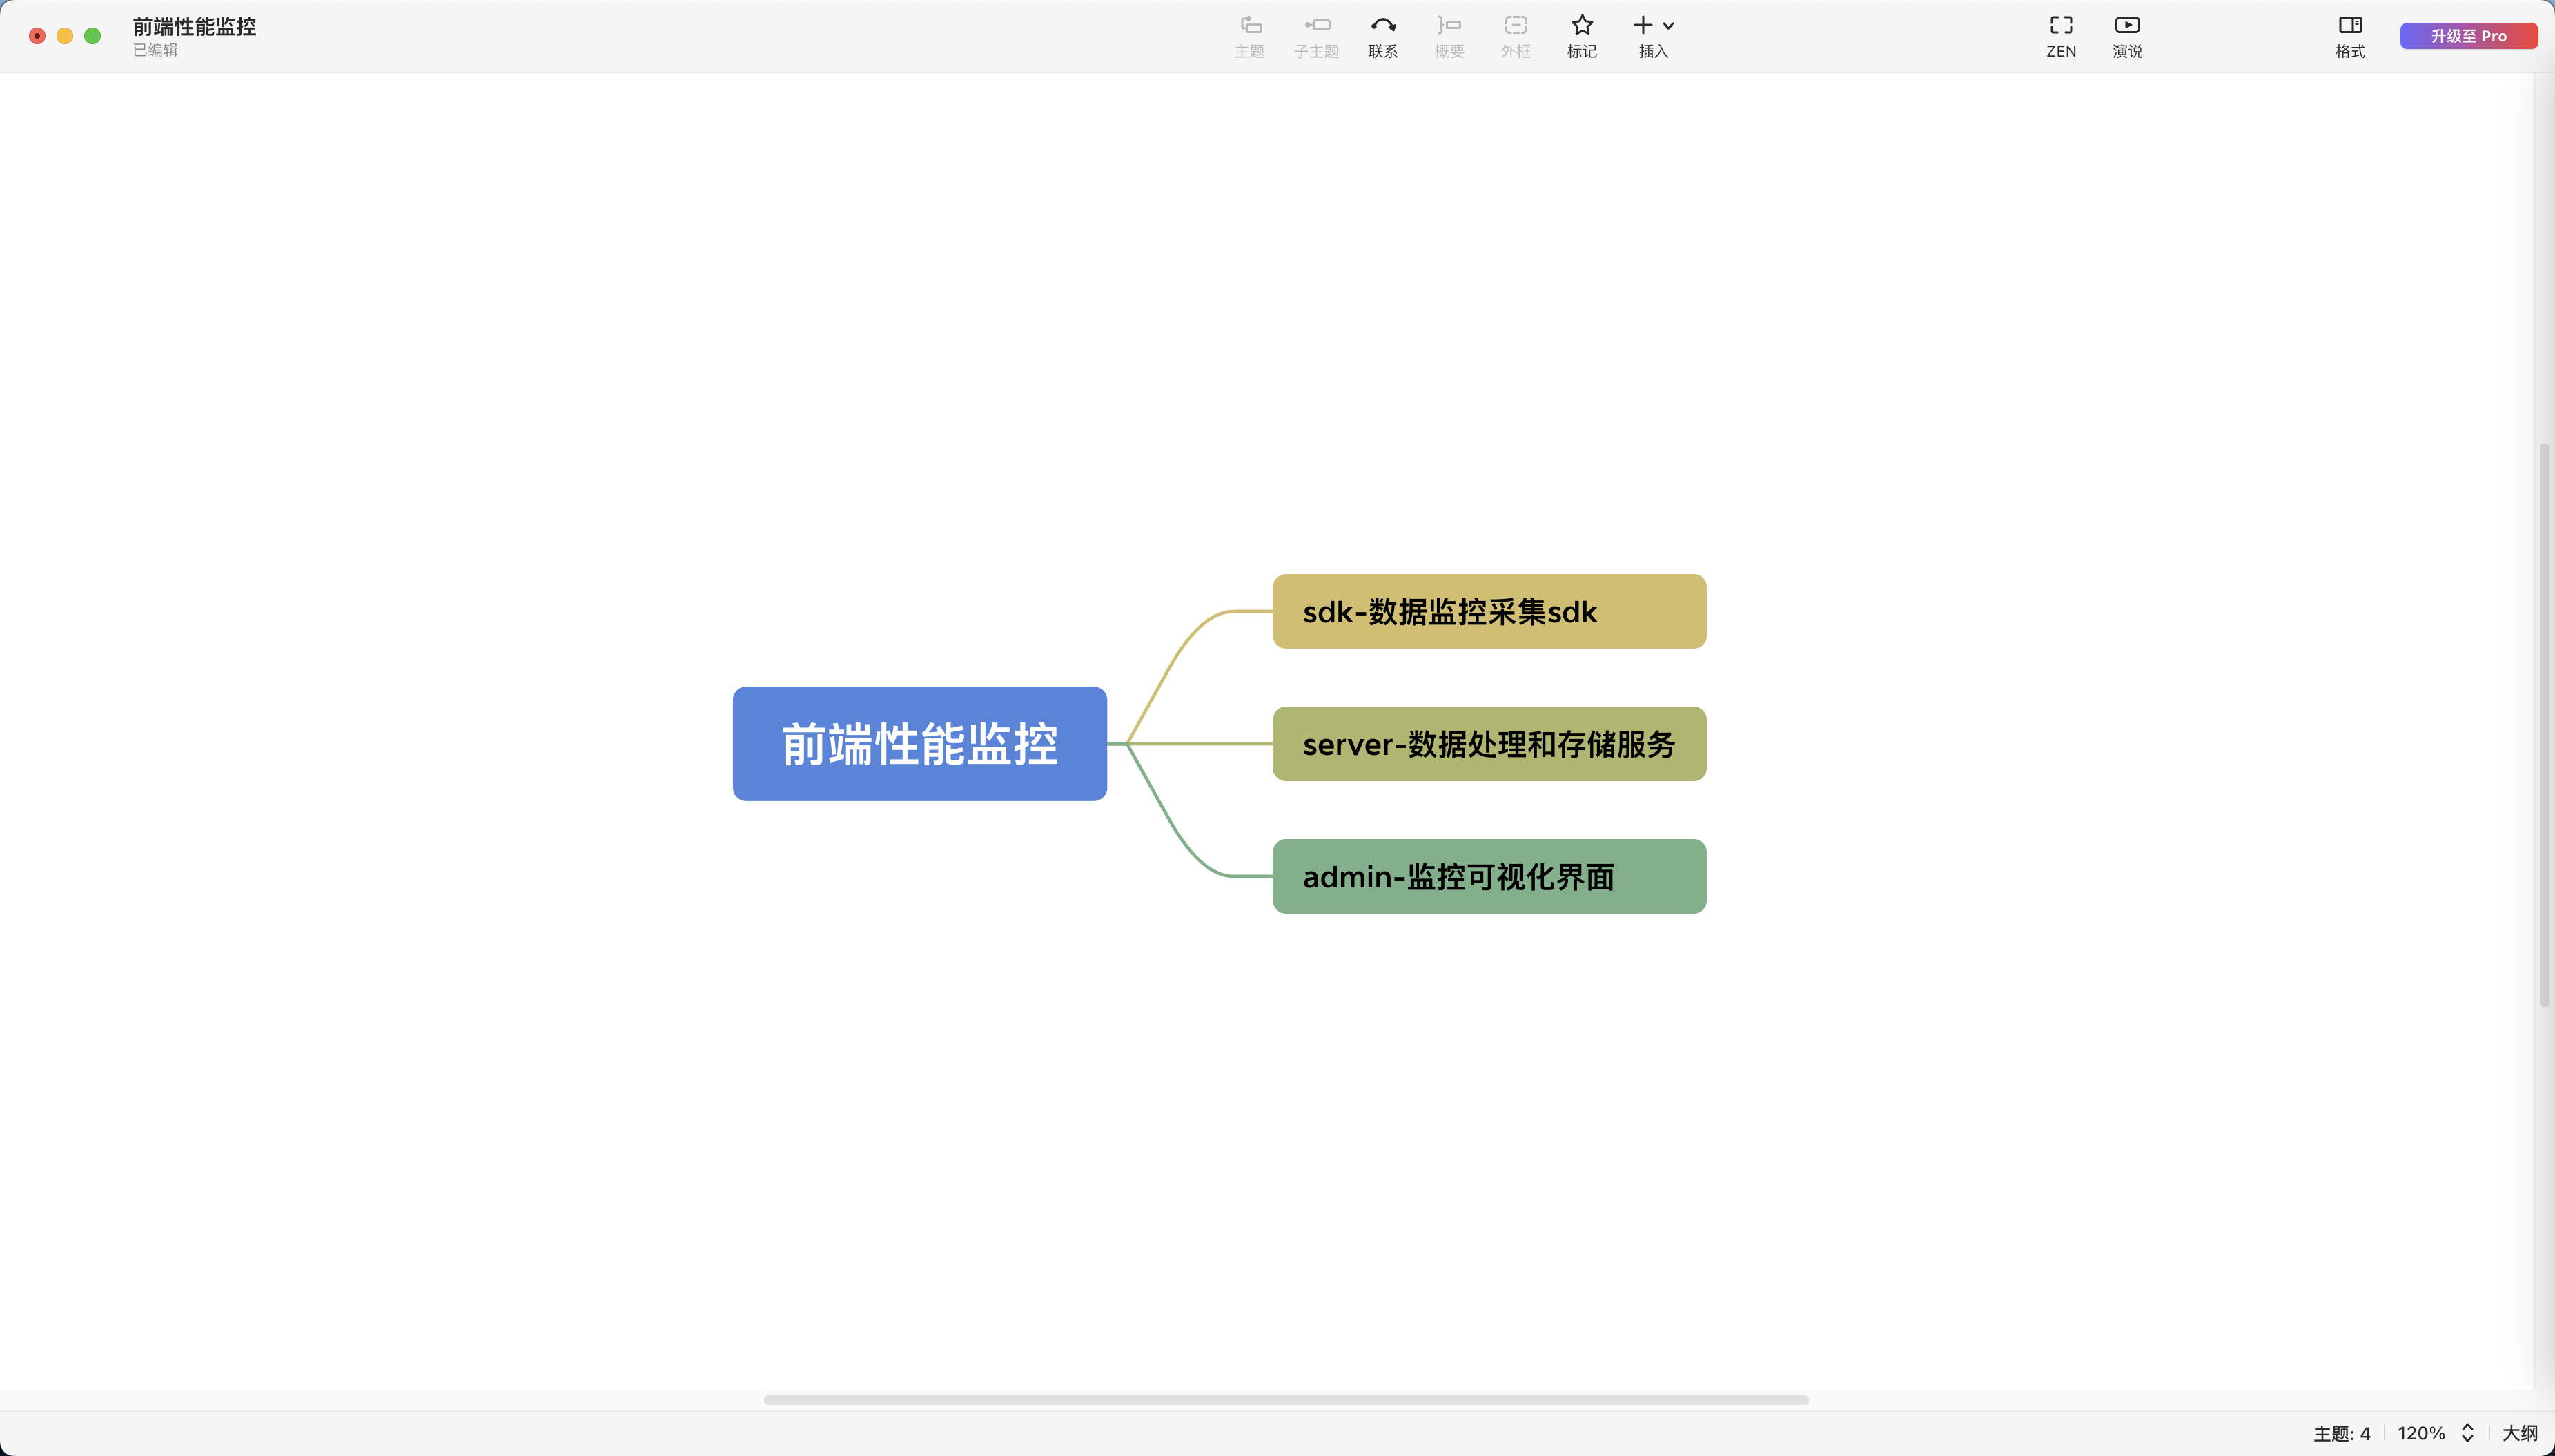 前端性能监控
已编辑
主题
子主题
联系
概要
外框
标记
插入
ZEN
演说
格式
升级至 Pro
sdk-数据监控采集sdk
前端性能监控
server-数据处理和存储服务
admin-监控可视化界面
主题: 4
120%
大纲